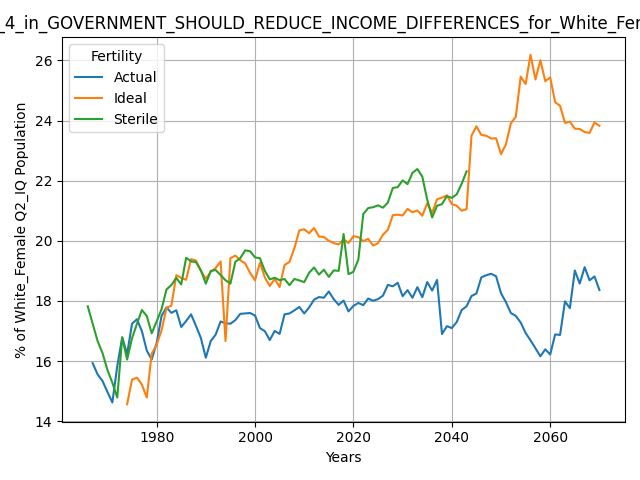 _4_in_GOVERNMENT_SHOULD_REDUCE_INCOME_DIFFERENCES_for_White_Fer
Fertility
Actual
Ideal
Sterile
% of White_Female Q2_IQ Population
26
24
22
20
18
16
14
1980
2000
2020
2040
2060
Years